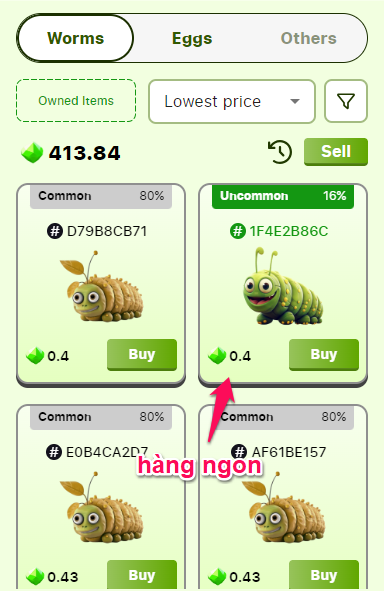 Worms Eggs Others
Owned Items Lowest price
413.84 Sell
Common 80% Uncommon 16%
# D79B8CB71 # 1F4E2B86C
0.4 Buy 0.4 Buy
Common 80% Common 80%
# E0B4CA2D7 # AF61BE157
hàng ngon
0.43 Buy 0.43 Buy